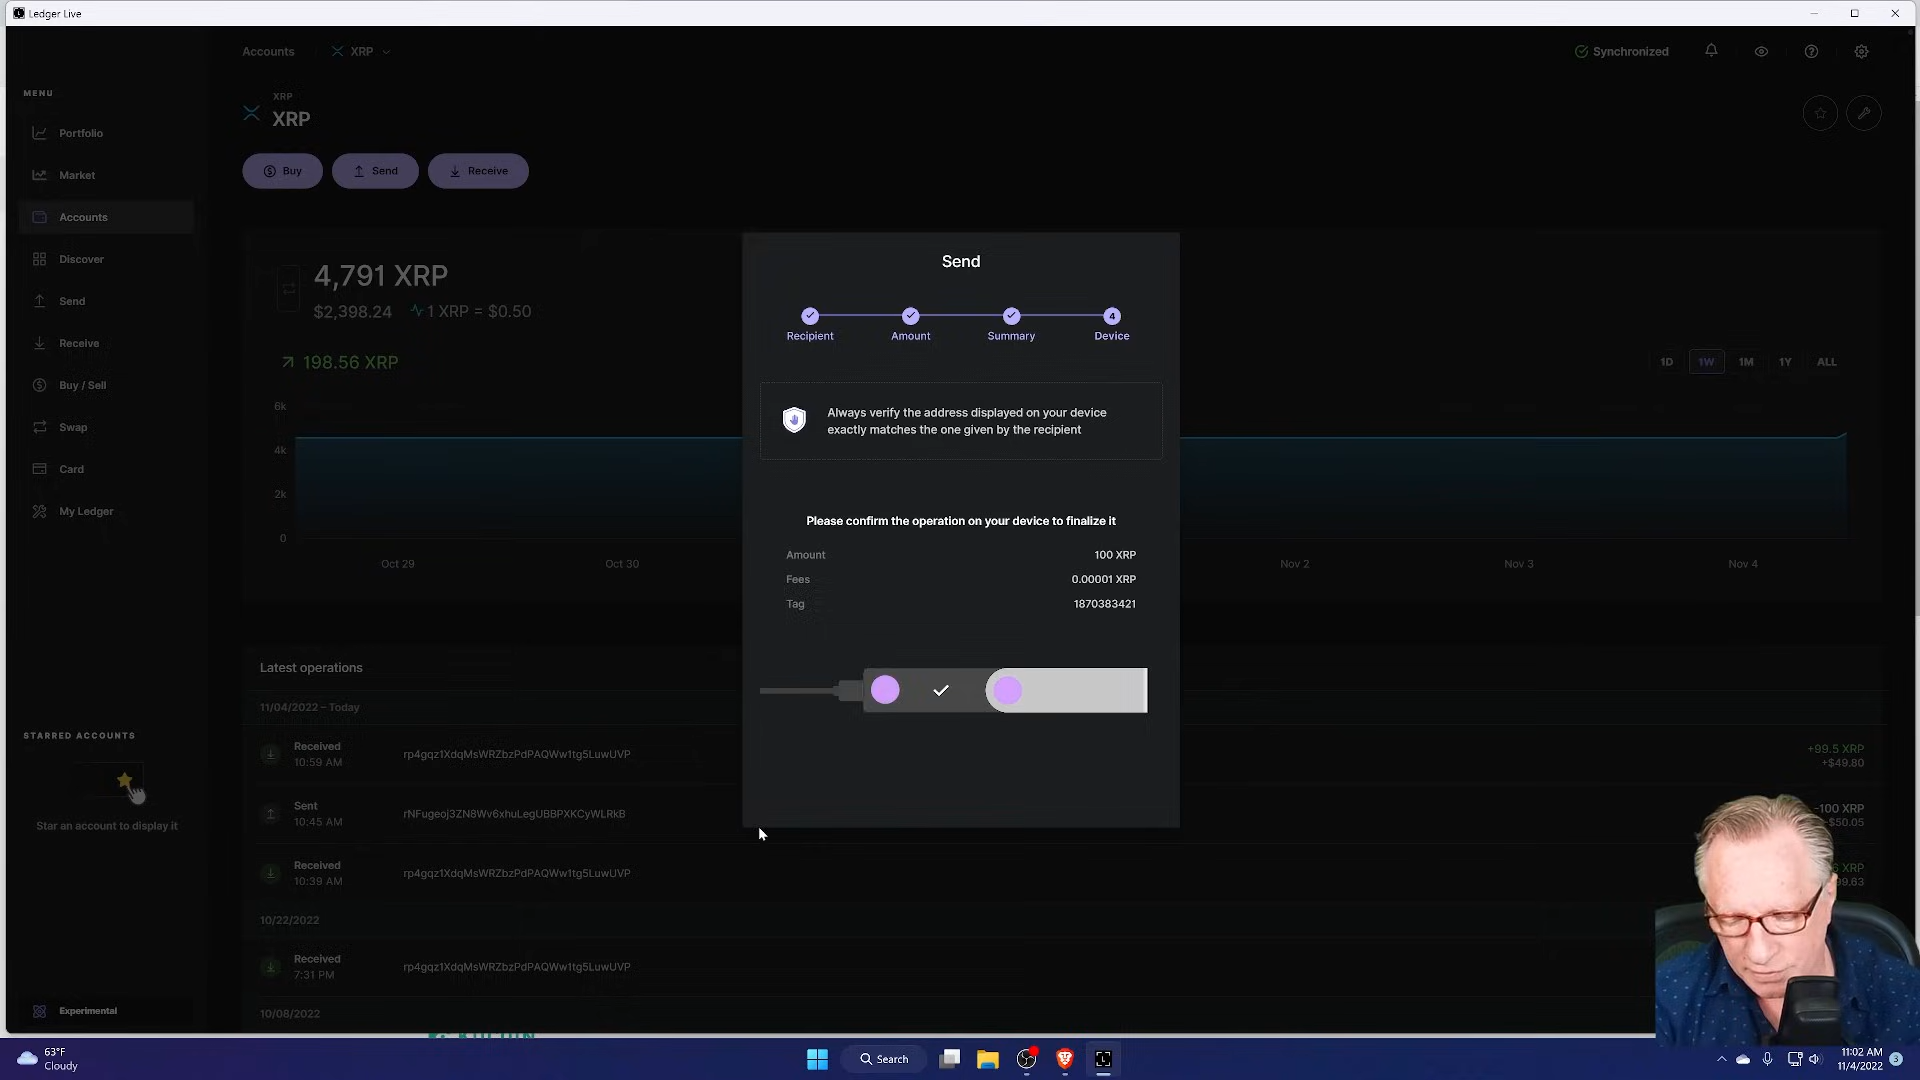 Ledger Live
Accounts
XRP
Synchronized
MENU
Portfolio
Market
Accounts
Discover
Send
Receive
Buy / Sell
Swap
Card
My Ledger
STARRED ACCOUNTS
Star an account to display it
Experimental
XRP
XRP
Buy
Send
Receive
4,791 XRP
$2,398.24 1 XRP = $0.50
198.56 XRP
1D 1W 1M 1Y ALL
6k
4k
2k
0
Oct 29 Oct 30 Nov 2 Nov 3 Nov 4
Send
4
Recipient Amount Summary Device
Always verify the address displayed on your device
exactly matches the one given by the recipient
Please confirm the operation on your device to finalize it
Amount 100 XRP
Fees 0.00001 XRP
Tag 1870383421
Latest operations
11/04/2022 – Today
Received
10:59 AM
rp4gqz1XdqMsWRZbzPdPAQWw1tg5LuwUVP
+99.5 XRP
+$49.80
Sent
10:45 AM
rNFugeoj3ZN8Wv6xhuLegUBBPXKCyWLRkB
-100 XRP
-$50.05
Received
10:39 AM
rp4gqz1XdqMsWRZbzPdPAQWw1tg5LuwUVP
XRP
10/22/2022
Received
7:31 PM
rp4gqz1XdqMsWRZbzPdPAQWw1tg5LuwUVP
10/08/2022
63°F
Cloudy
Search
11:02 AM
11/4/2022
3